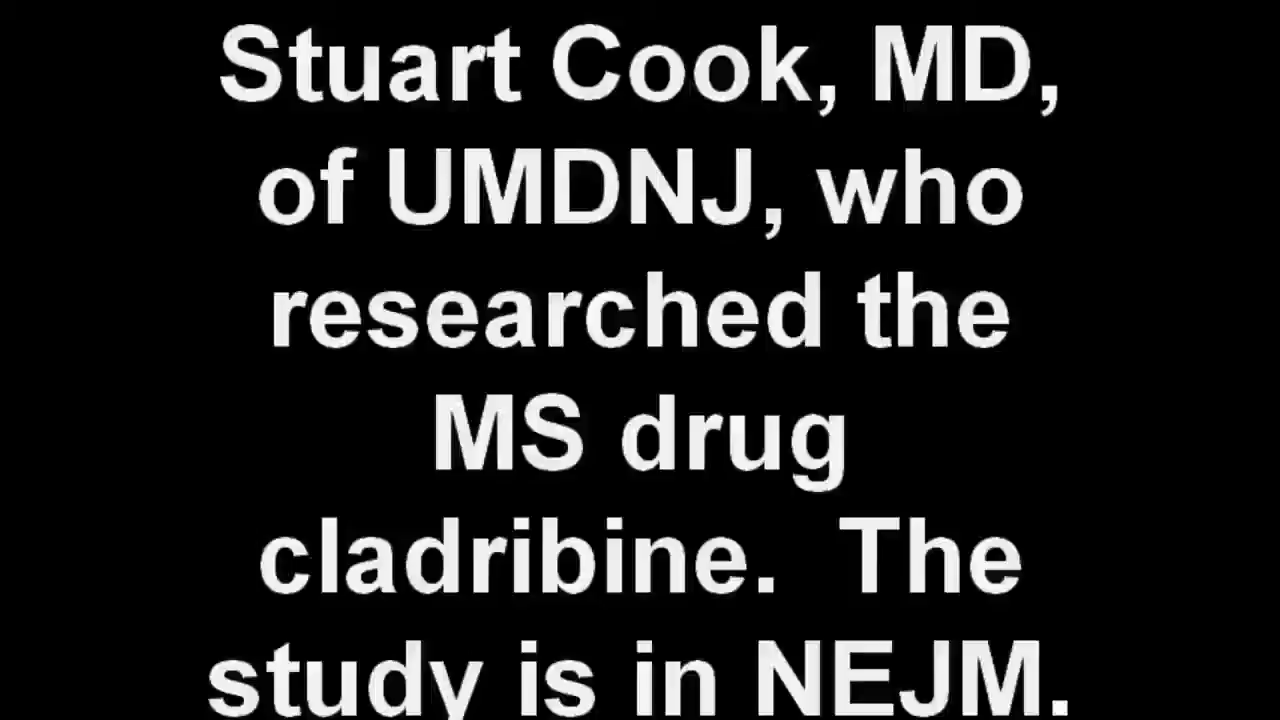 Stuart Cook, MD,
of UMDNJ, who
researched the
MS drug
cladribine.  The
study is in NEJM.